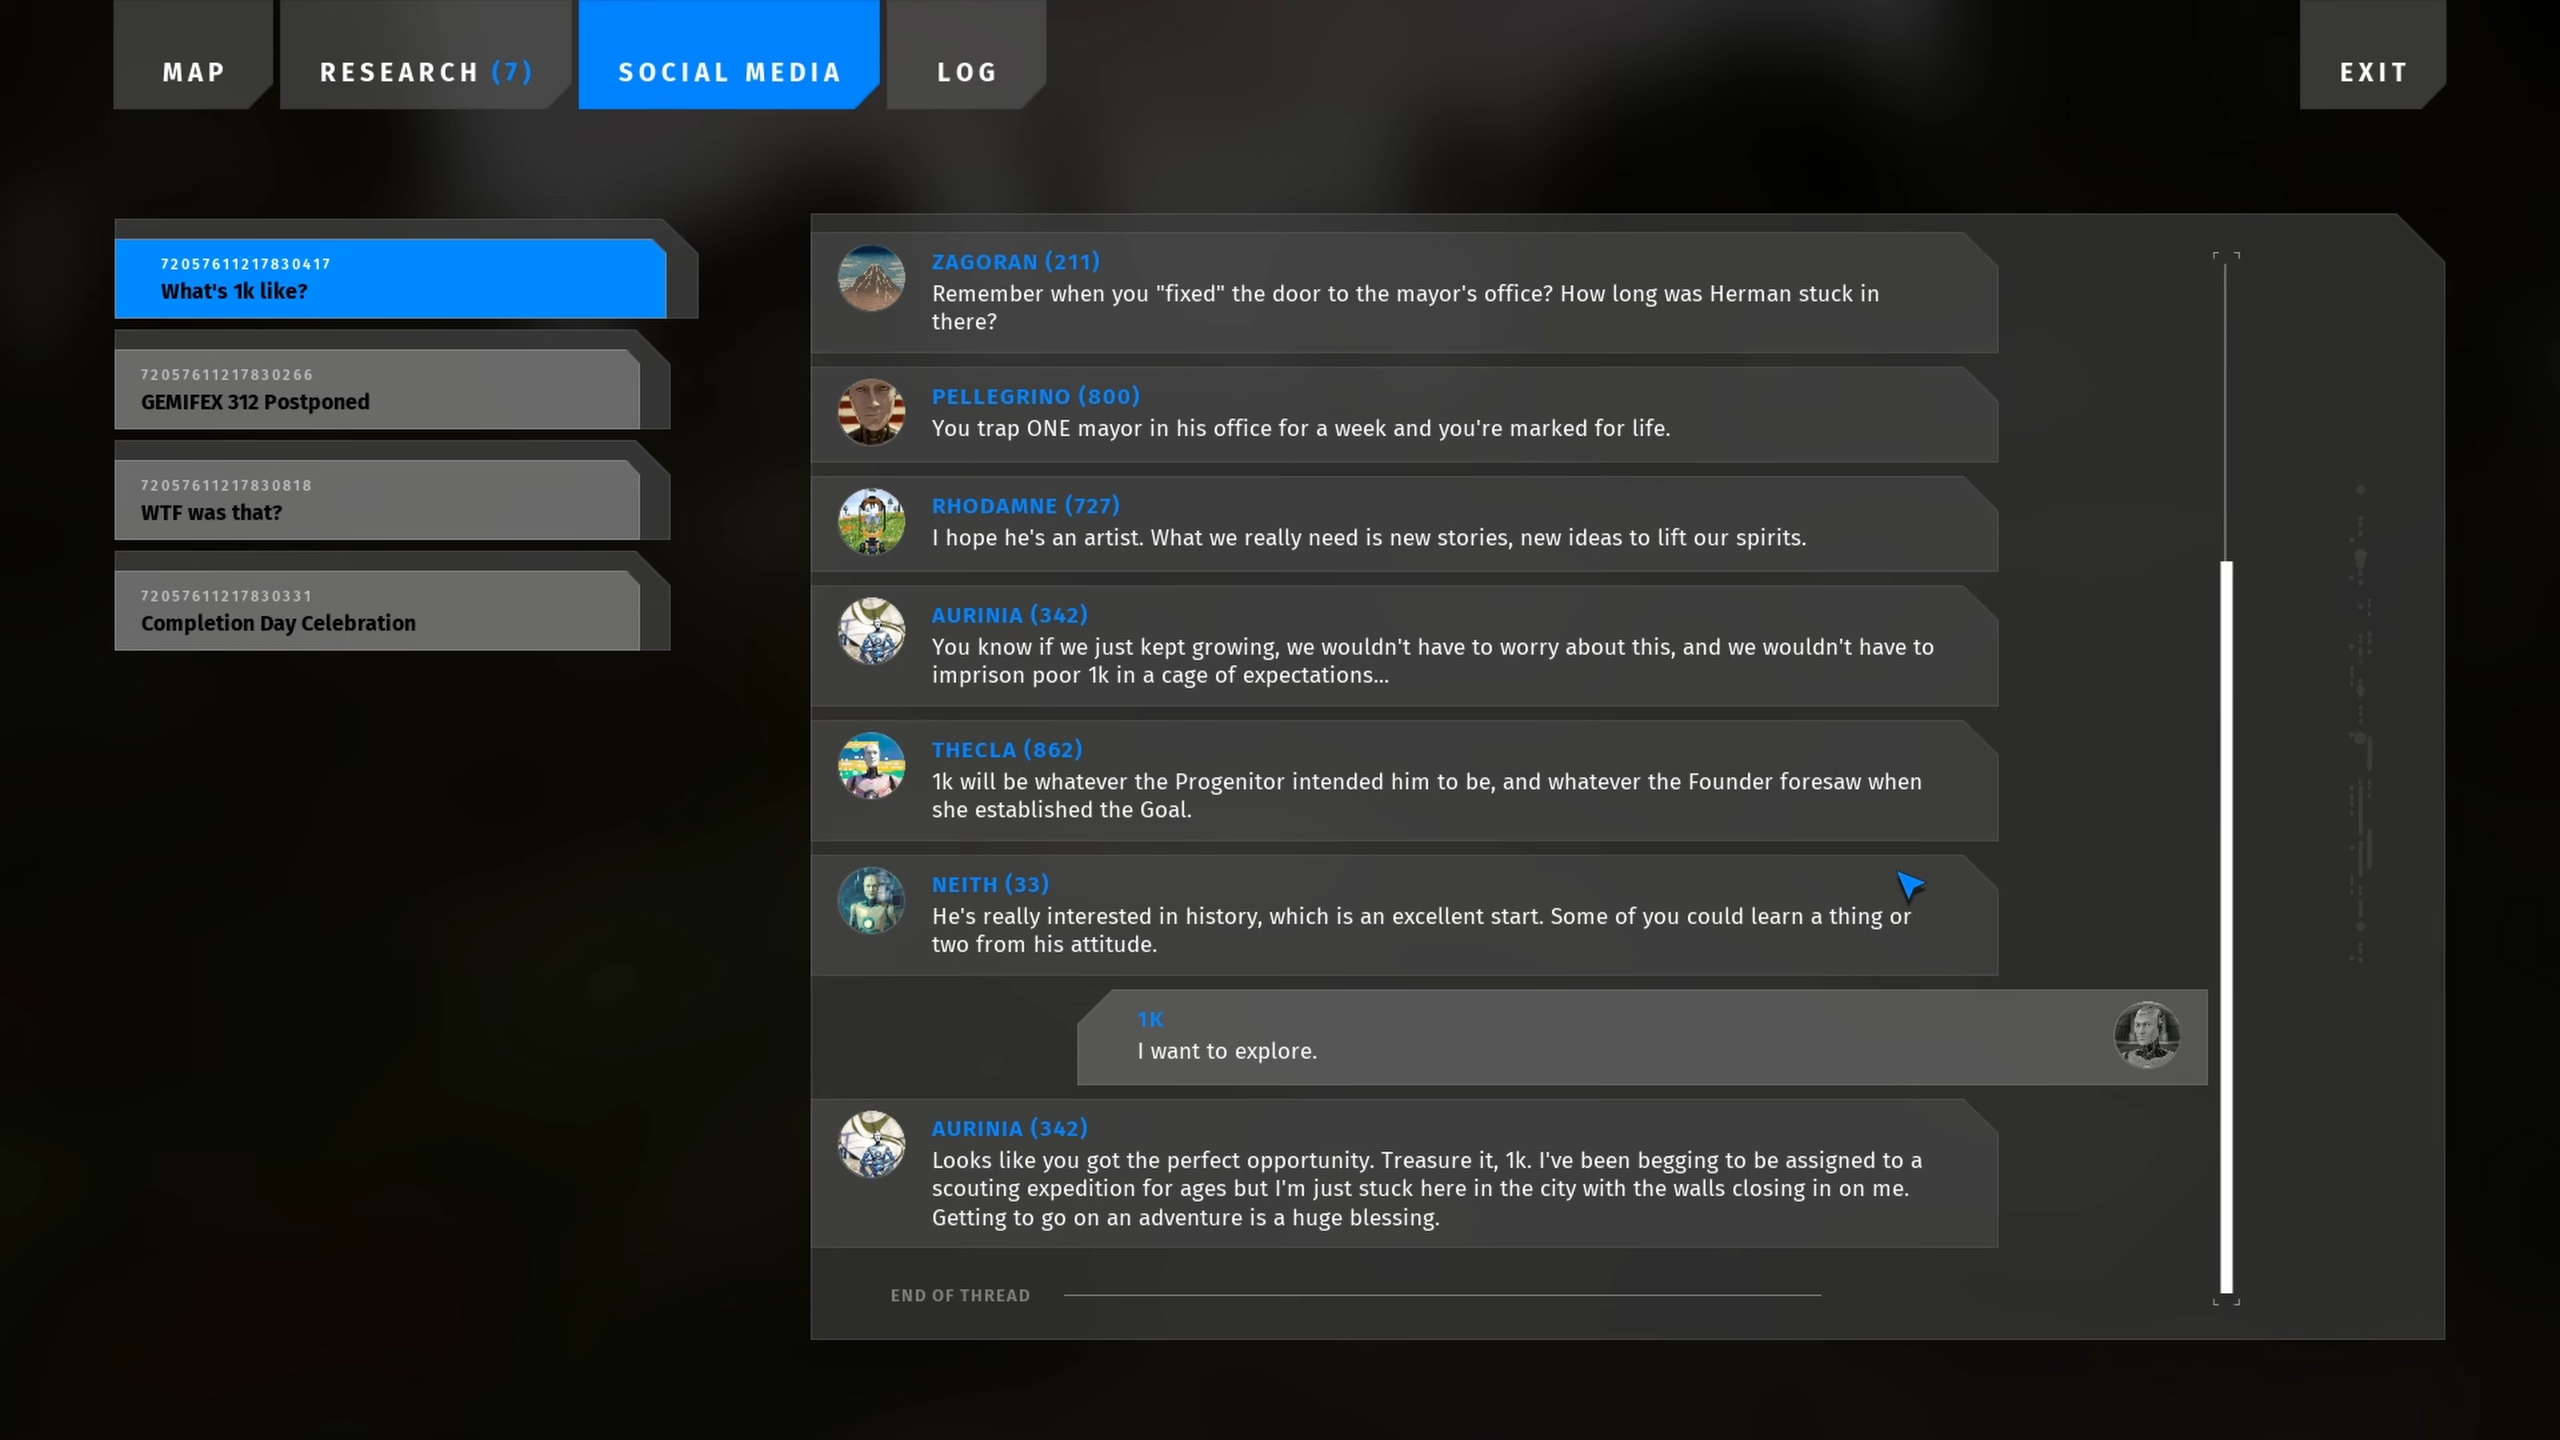 MAP
RESEARCH (7)
SOCIAL MEDIA
LOG
EXIT
72057611217830417
What's 1k like?
72057611217830266
GEMIFEX 312 Postponed
72057611217830818
WTF was that?
72057611217830331
Completion Day Celebration
ZAGORAN (211)
Remember when you "fixed" the door to the mayor's office? How long was Herman stuck in
there?
PELLEGRINO (800)
You trap ONE mayor in his office for a week and you're marked for life.
RHODAMNE (727)
I hope he's an artist. What we really need is new stories, new ideas to lift our spirits.
AURINIA (342)
You know if we just kept growing, we wouldn't have to worry about this, and we wouldn't have to
imprison poor 1k in a cage of expectations...
THECLA (862)
1k will be whatever the Progenitor intended him to be, and whatever the Founder foresaw when
she established the Goal.
NEITH (33)
He's really interested in history, which is an excellent start. Some of you could learn a thing or
two from his attitude.
1K
I want to explore.
AURINIA (342)
Looks like you got the perfect opportunity. Treasure it, 1k. I've been begging to be assigned to a
scouting expedition for ages but I'm just stuck here in the city with the walls closing in on me.
Getting to go on an adventure is a huge blessing.
END OF THREAD